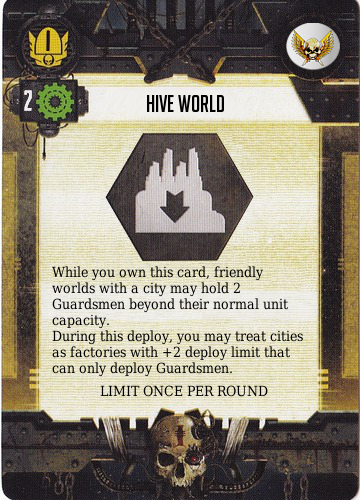 2
HIVE WORLD
While you own this card, friendly
worlds with a city may hold 2
Guardsmen beyond their normal unit
capacity.
During this deploy, you may treat cities
as factories with +2 deploy limit that
can only deploy Guardsmen.
LIMIT ONCE PER ROUND